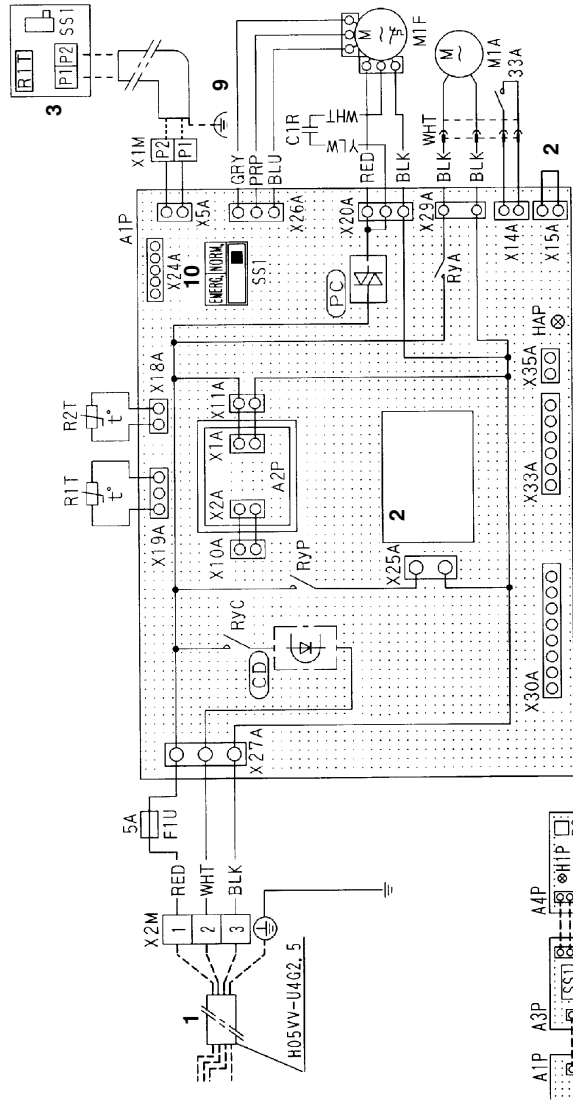 R1T
SS1
P1 P2
3
9
X1M
P2 P1
GRY
PRP
BLU
M
M1F
C1R
WHT
YLW
RED
BLK
M
~
M1A
WHT
BLK
BLK
33A
2
A1P
X5A
X26A
X20A
X29A
X14A
X15A
X24A
10
EMERG. NORM.
SS1
PC
RyA
R2T
t°
X18A
R1T
t°
X19A
X11A
X1A
A2P
X2A
X10A
HAP
X35A
X33A
2
X25A
RyP
RyC
CD
X30A
X27A
5A
F1U
RED
WHT
BLK
X2M
1
2
3
1
H05VV-U4G2,5
A4P
H1P
A3P
SS1
A1P